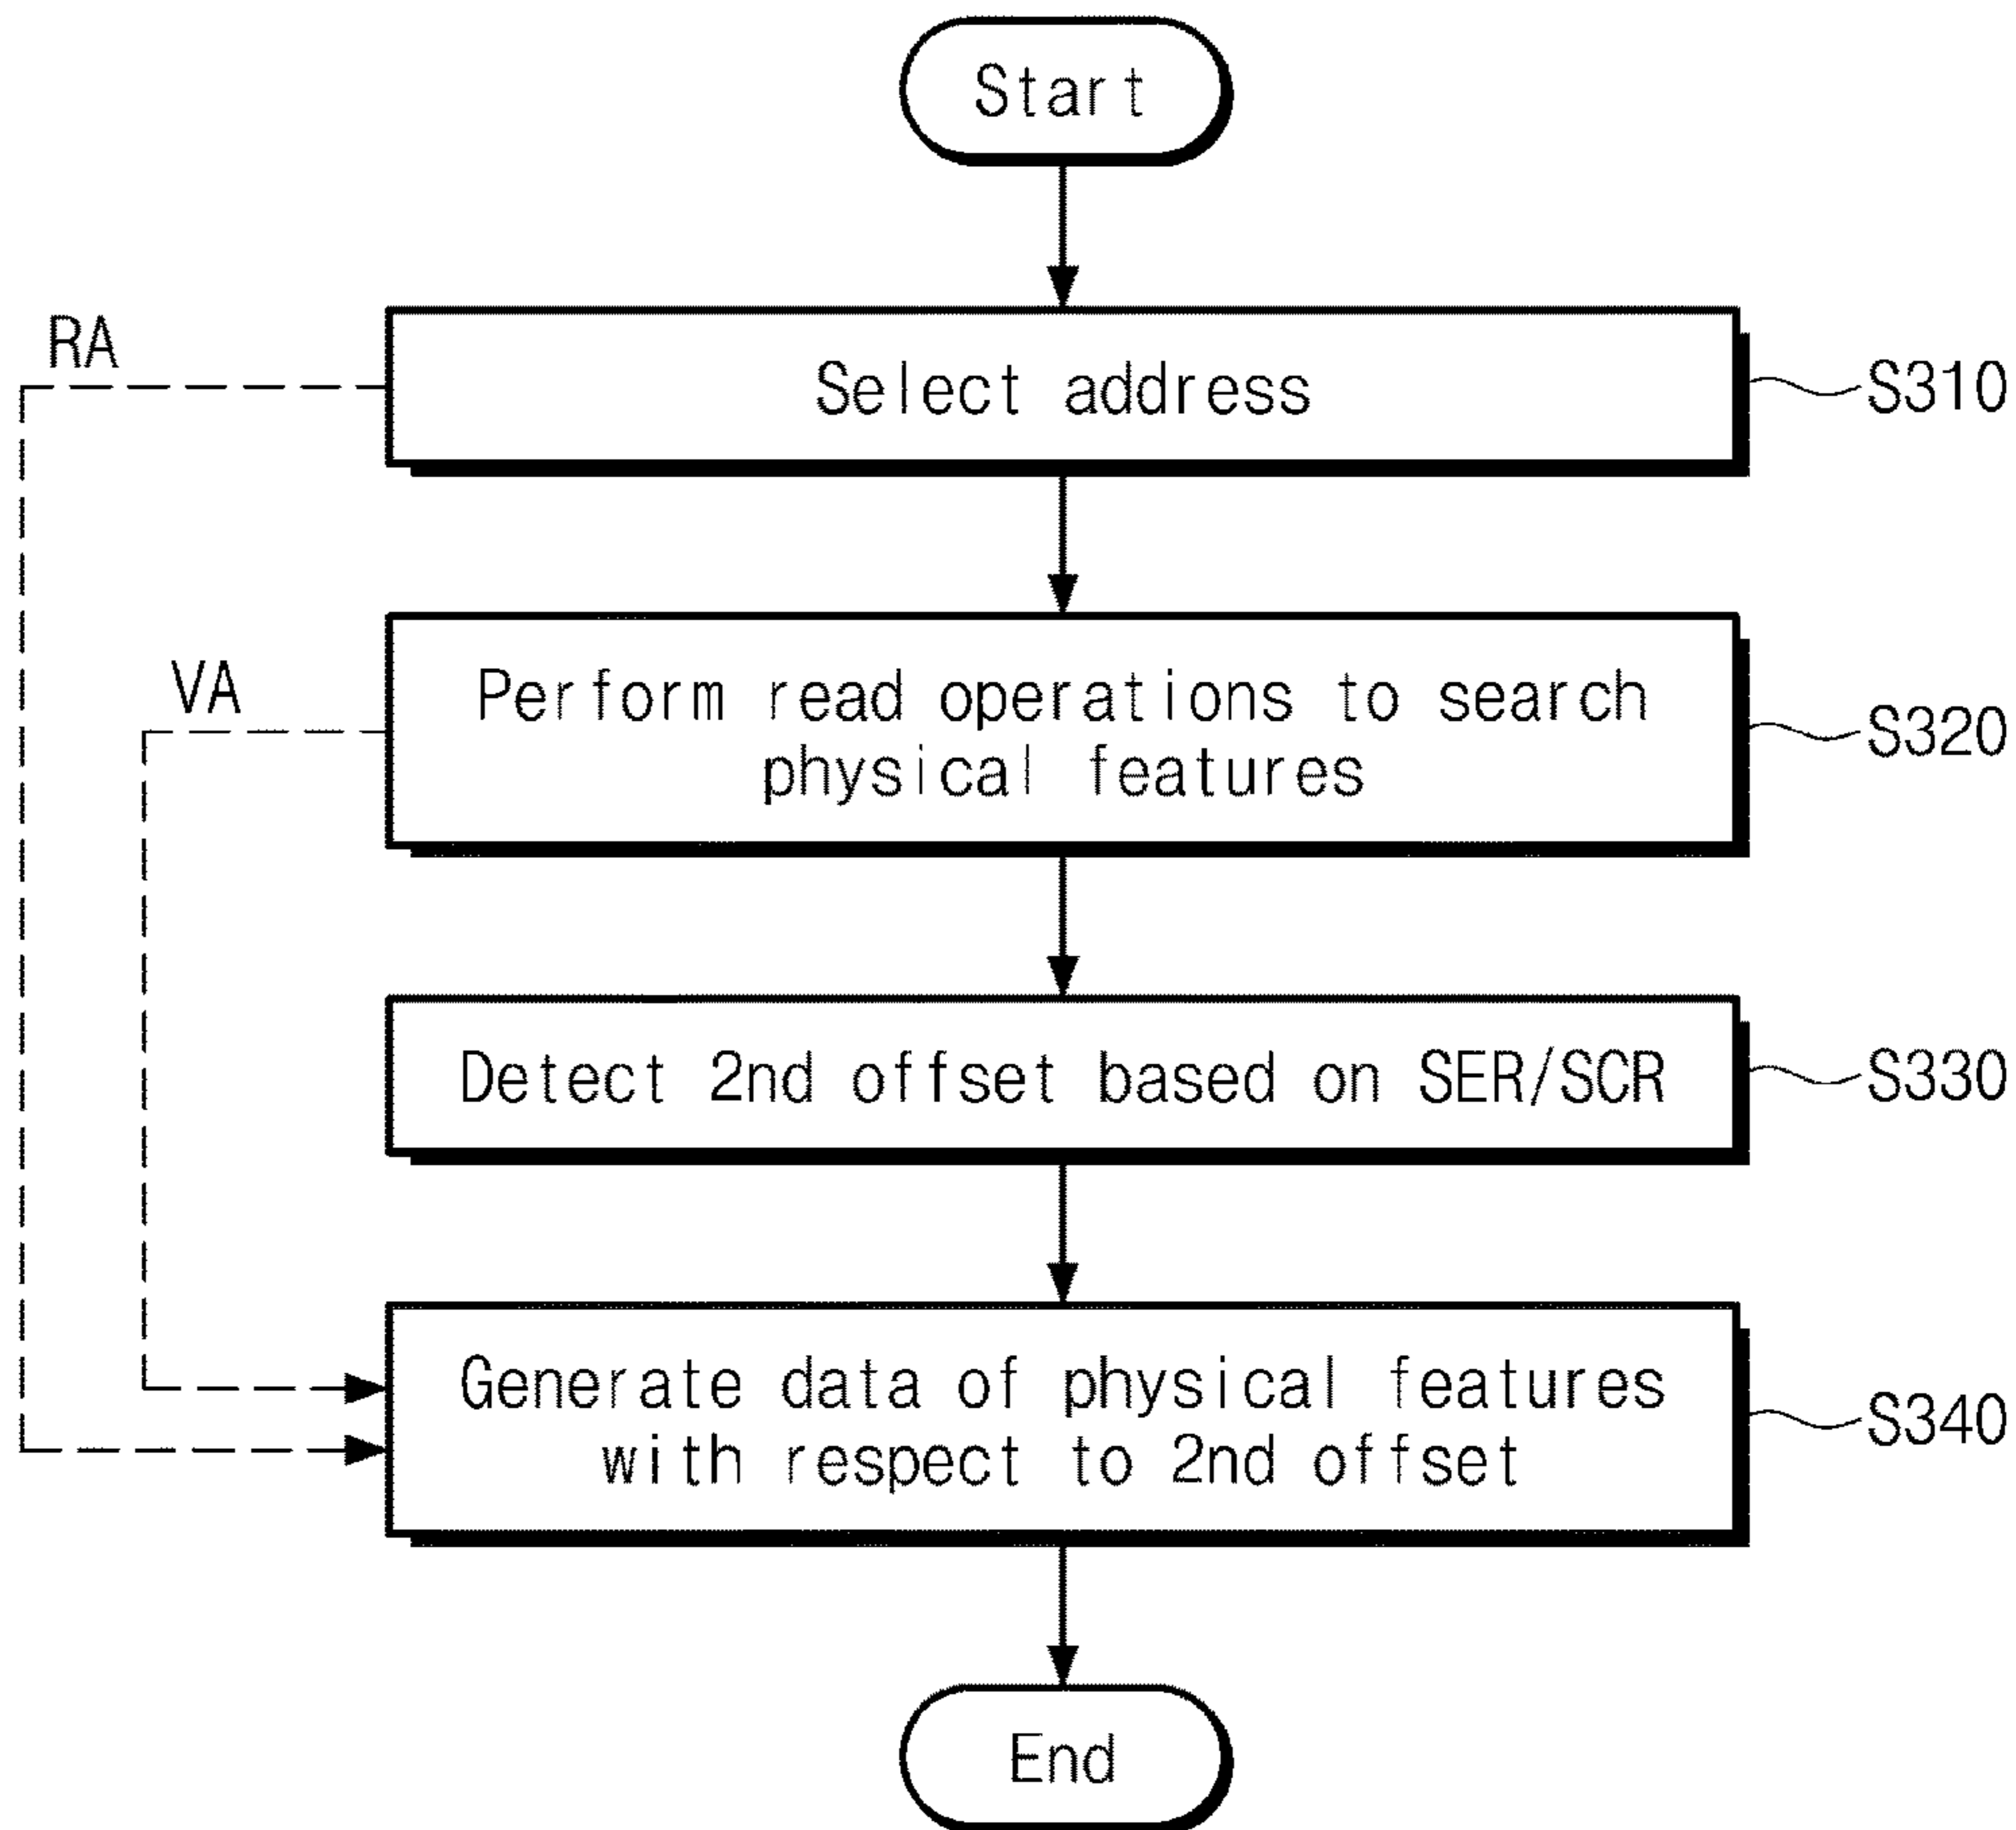 Start
RA
Select address
S310
VA
Perform read operations to search
physical features
S320
Detect 2nd offset based on SER/SCR
S330
Generate data of physical features
with respect to 2nd offset
S340
End